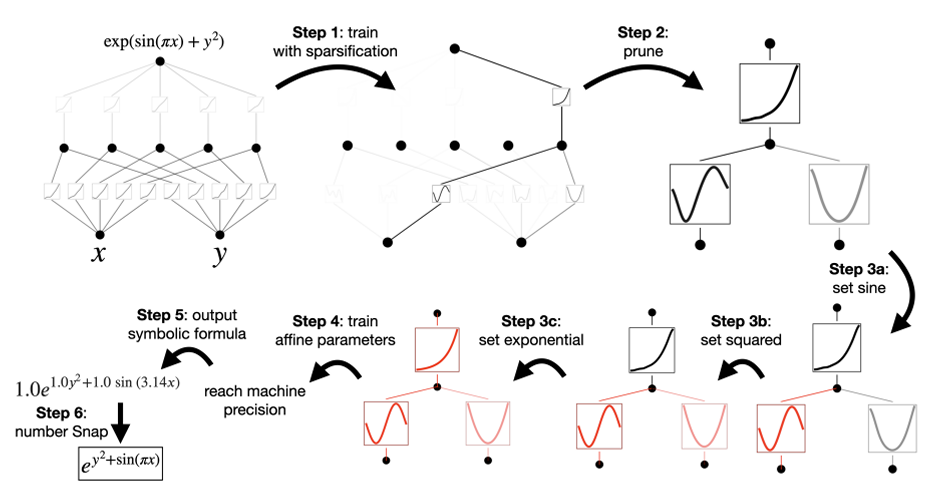 exp(sin(πx) + y²)
Step 1: train
with sparsification
Step 2:
prune
x
y
Step 3a:
set sine
Step 3b:
set squared
Step 3c:
set exponential
Step 4: train
affine parameters
reach machine
precision
Step 5: output
symbolic formula
1.0e^{1.0y²+1.0 sin (3.14x)}
Step 6:
number Snap
e^{y²+sin(πx)}